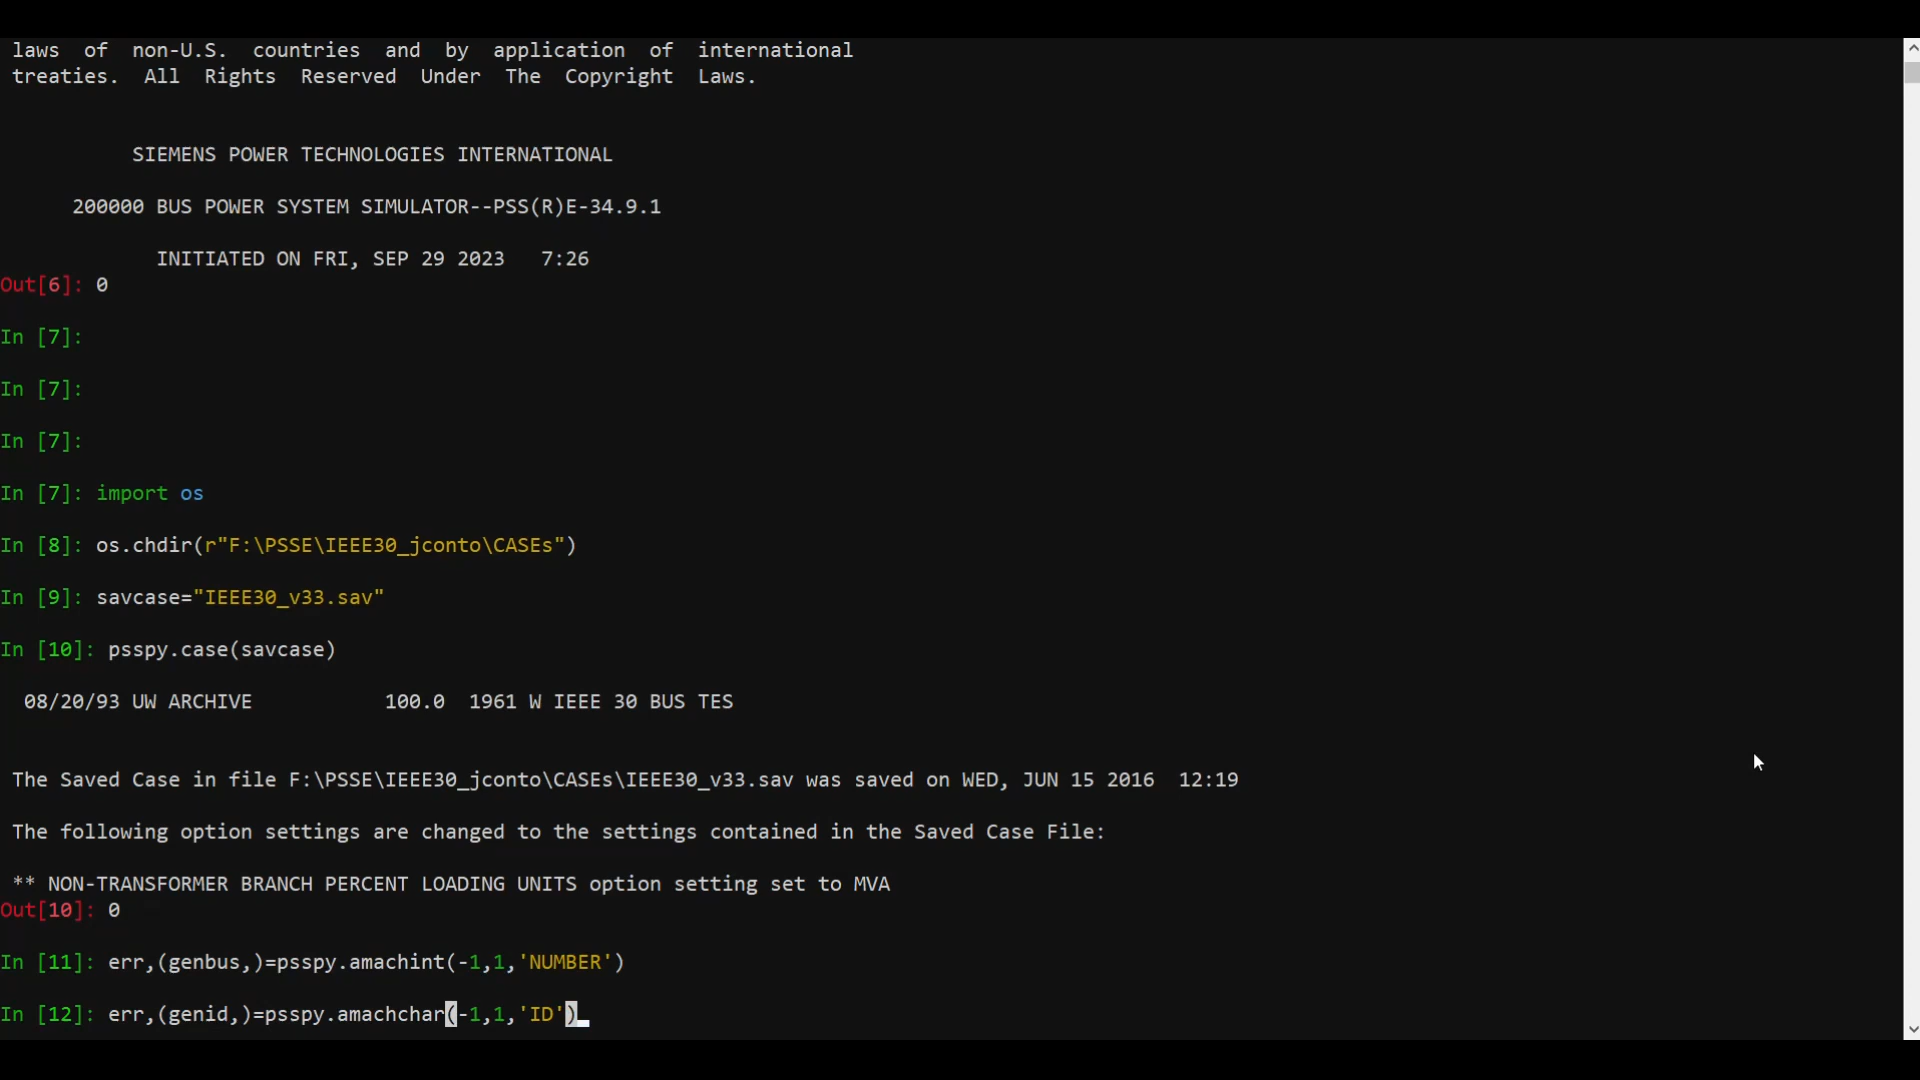 laws of non-U.S. countries and by application of international
treaties. All Rights Reserved Under The Copyright Laws.
SIEMENS POWER TECHNOLOGIES INTERNATIONAL
200000 BUS POWER SYSTEM SIMULATOR--PSS(R)E-34.9.1
INITIATED ON FRI, SEP 29 2023 7:26
Out[6]: 0
In [7]:
In [7]:
In [7]:
In [7]: import os
In [8]: os.chdir(r"F:\PSSE\IEEE30_jconto\CASEs")
In [9]: savcase="IEEE30_v33.sav"
In [10]: psspy.case(savcase)
08/20/93 UW ARCHIVE 100.0 1961 W IEEE 30 BUS TES
The Saved Case in file F:\PSSE\IEEE30_jconto\CASEs\IEEE30_v33.sav was saved on WED, JUN 15 2016 12:19
The following option settings are changed to the settings contained in the Saved Case File:
** NON-TRANSFORMER BRANCH PERCENT LOADING UNITS option setting set to MVA
Out[10]: 0
In [11]: err,(genbus,)=psspy.amachint(-1,1,'NUMBER')
In [12]: err,(genid,)=psspy.amachchar(-1,1,'ID')